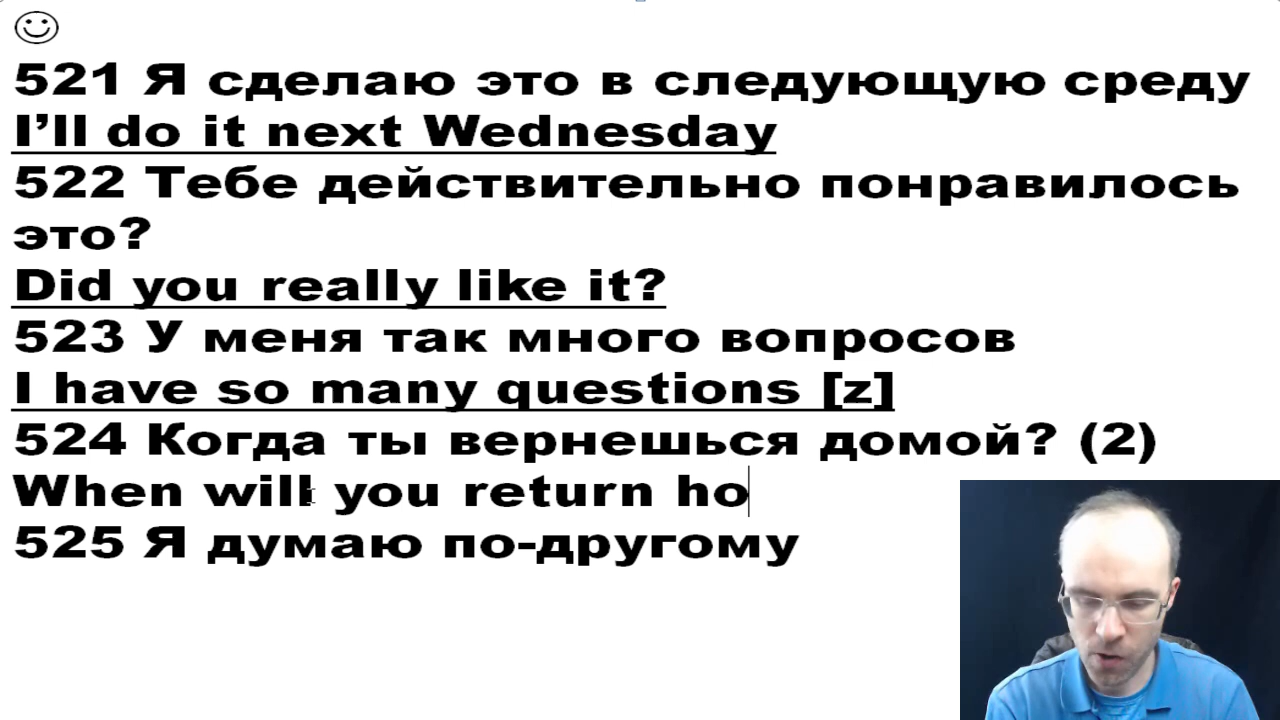 521 Я сделаю это в следующую среду
I’ll do it next Wednesday
522 Тебе действительно понравилось
это?
Did you really like it?
523 У меня так много вопросов
I have so many questions [z]
524 Когда ты вернешься домой? (2)
When will you return ho
525 Я думаю по-другому